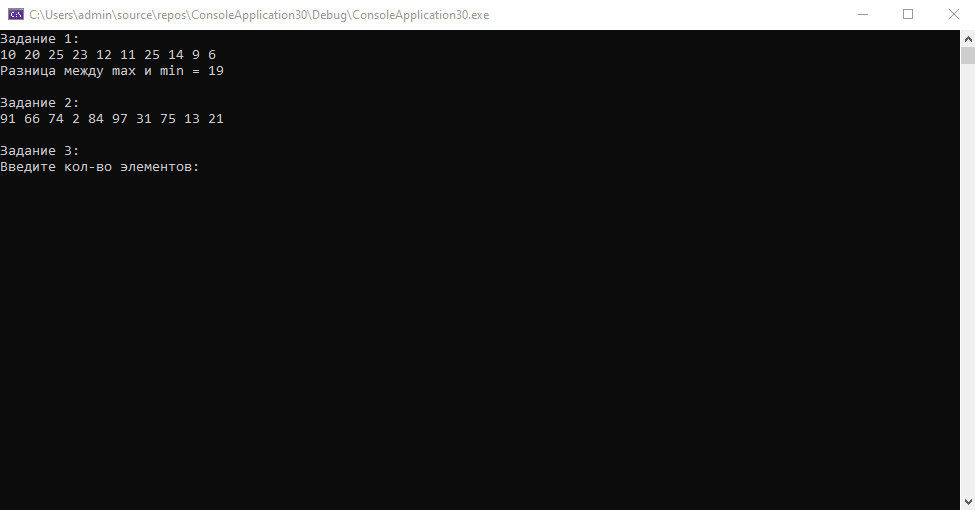 C:\Users\admin\source\repos\ConsoleApplication30\Debug\ConsoleApplication30.exe
Задание 1:
10 20 25 23 12 11 25 14 9 6
Разница между max и min = 19
Задание 2:
91 66 74 2 84 97 31 75 13 21
Задание 3:
Введите кол-во элементов: